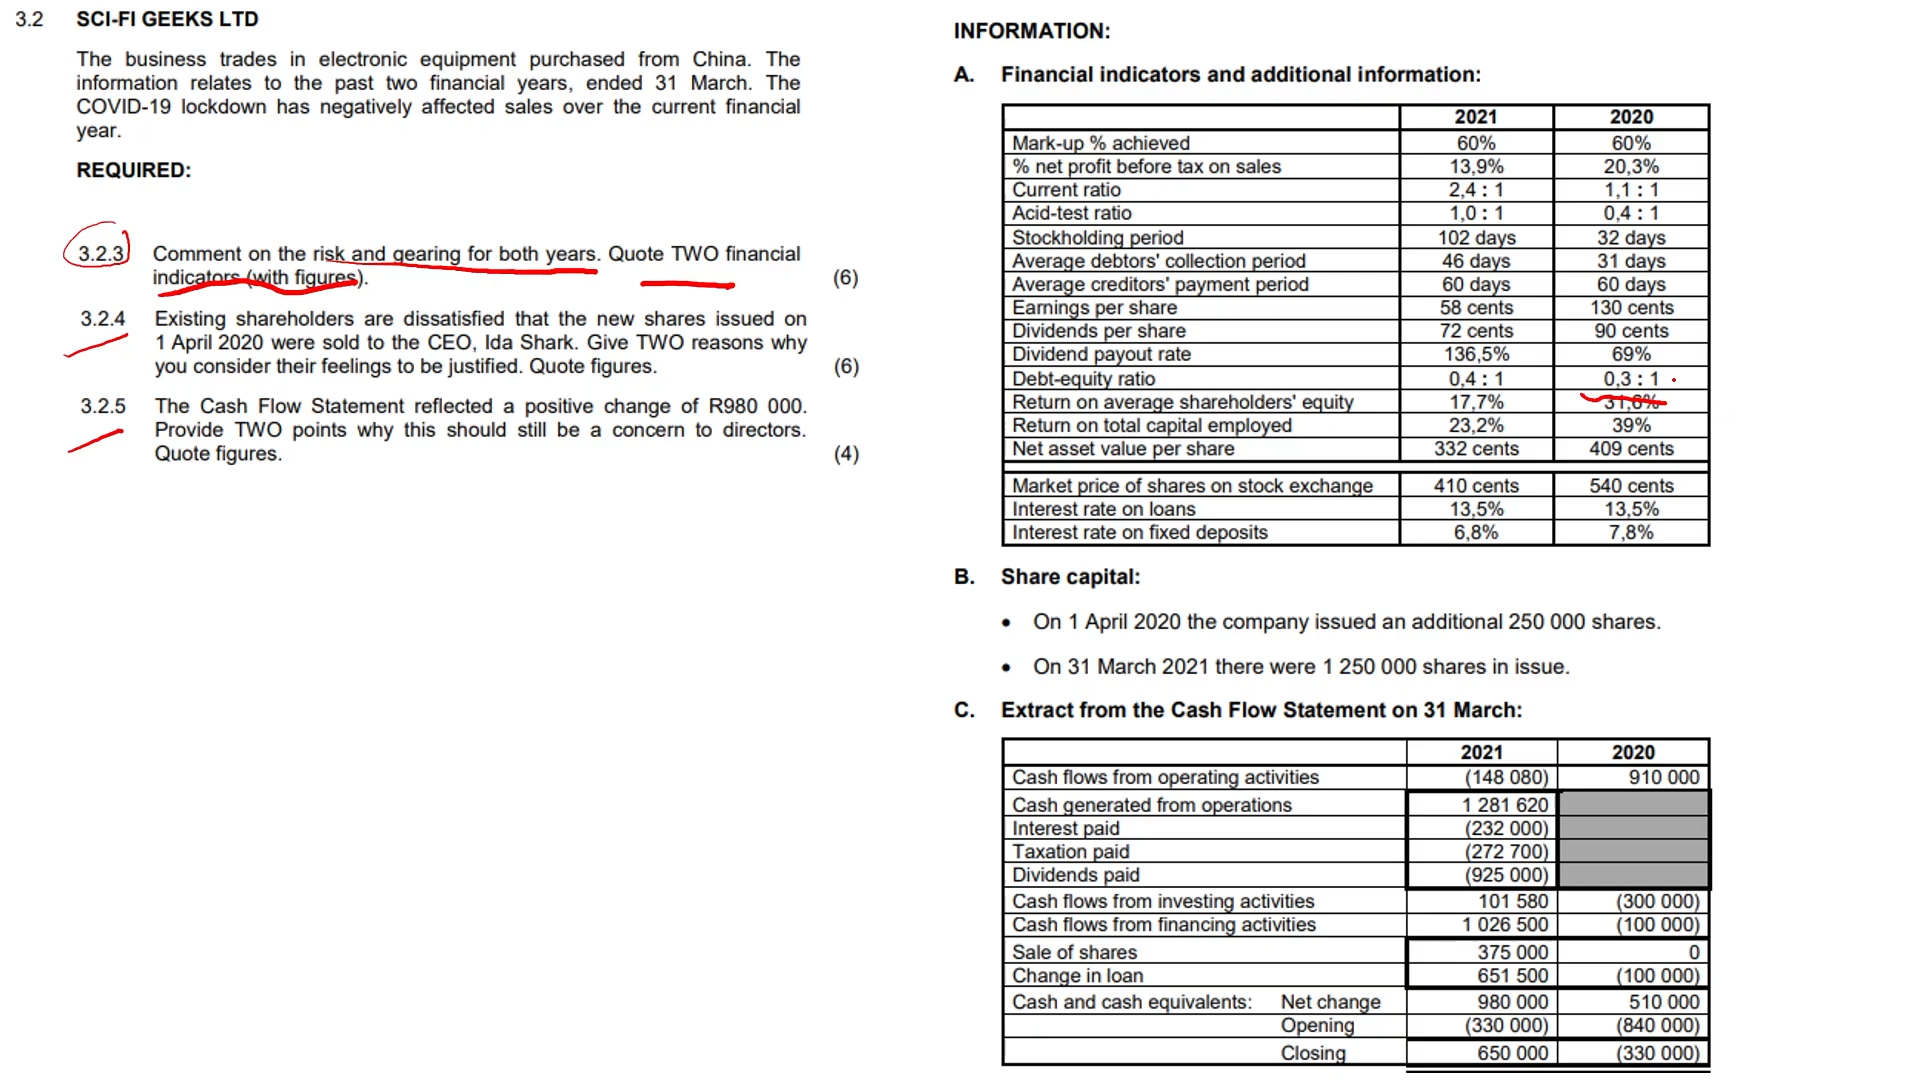 3.2 SCI-FI GEEKS LTD
The business trades in electronic equipment purchased from China. The
information relates to the past two financial years, ended 31 March. The
COVID-19 lockdown has negatively affected sales over the current financial
year.
REQUIRED:
3.2.3 Comment on the risk and gearing for both years. Quote TWO financial
indicators (with figures). (6)
3.2.4 Existing shareholders are dissatisfied that the new shares issued on
1 April 2020 were sold to the CEO, Ida Shark. Give TWO reasons why
you consider their feelings to be justified. Quote figures. (6)
3.2.5 The Cash Flow Statement reflected a positive change of R980 000.
Provide TWO points why this should still be a concern to directors.
Quote figures. (4)
INFORMATION:
A. Financial indicators and additional information:
2021 2020
Mark-up % achieved 60% 60%
% net profit before tax on sales 13,9% 20,3%
Current ratio 2,4 : 1 1,1 : 1
Acid-test ratio 1,0 : 1 0,4 : 1
Stockholding period 102 days 32 days
Average debtors' collection period 46 days 31 days
Average creditors' payment period 60 days 60 days
Earnings per share 58 cents 130 cents
Dividends per share 72 cents 90 cents
Dividend payout rate 136,5% 69%
Debt-equity ratio 0,4 : 1 0,3 : 1
Return on average shareholders' equity 17,7% 31,6%
Return on total capital employed 23,2% 39%
Net asset value per share 332 cents 409 cents
Market price of shares on stock exchange 410 cents 540 cents
Interest rate on loans 13,5% 13,5%
Interest rate on fixed deposits 6,8% 7,8%
B. Share capital:
• On 1 April 2020 the company issued an additional 250 000 shares.
• On 31 March 2021 there were 1 250 000 shares in issue.
C. Extract from the Cash Flow Statement on 31 March:
2021 2020
Cash flows from operating activities (148 080) 910 000
Cash generated from operations 1 281 620
Interest paid (232 000)
Taxation paid (272 700)
Dividends paid (925 000)
Cash flows from investing activities 101 580 (300 000)
Cash flows from financing activities 1 026 500 (100 000)
Sale of shares 375 000 0
Change in loan 651 500 (100 000)
Cash and cash equivalents: Net change 980 000 510 000
Opening (330 000) (840 000)
Closing 650 000 (330 000)